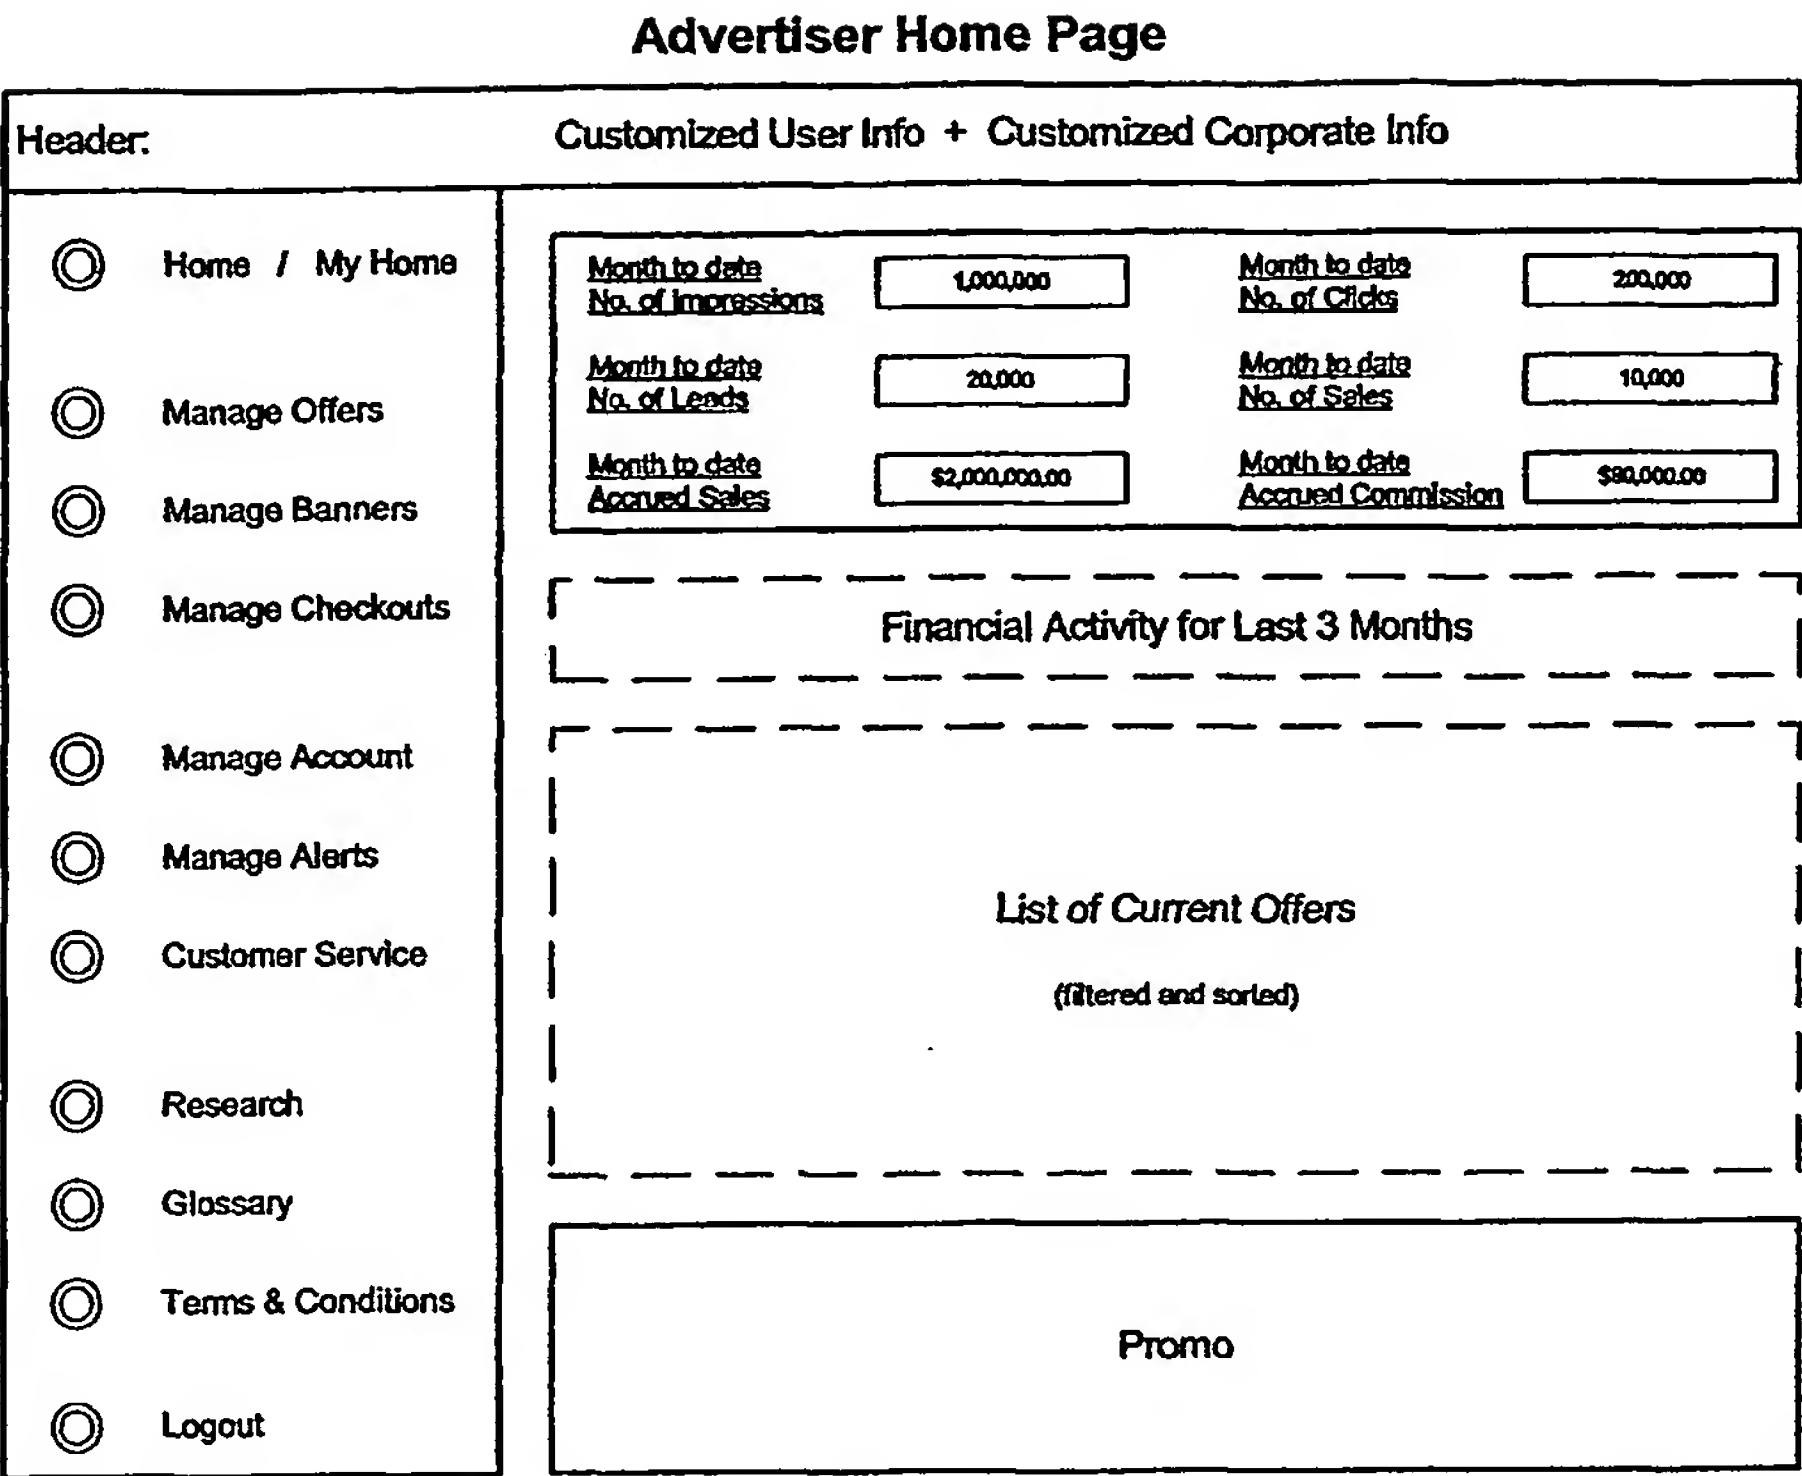 Advertiser Home Page
Header:
Customized User Info + Customized Corporate Info
Home / My Home
Manage Offers
Manage Banners
Manage Checkouts
Manage Account
Manage Alerts
Customer Service
Research
Glossary
Terms & Conditions
Logout
Month to date
No. of Impressions
1,000,000
Month to date
No. of Clicks
200,000
Month to date
No. of Leads
20,000
Month to date
No. of Sales
10,000
Month to date
Accrued Sales
$2,000,000.00
Month to date
Accrued Commission
Financial Activity for Last 3 Months
List of Current Offers
(filtered and sorted)
Promo